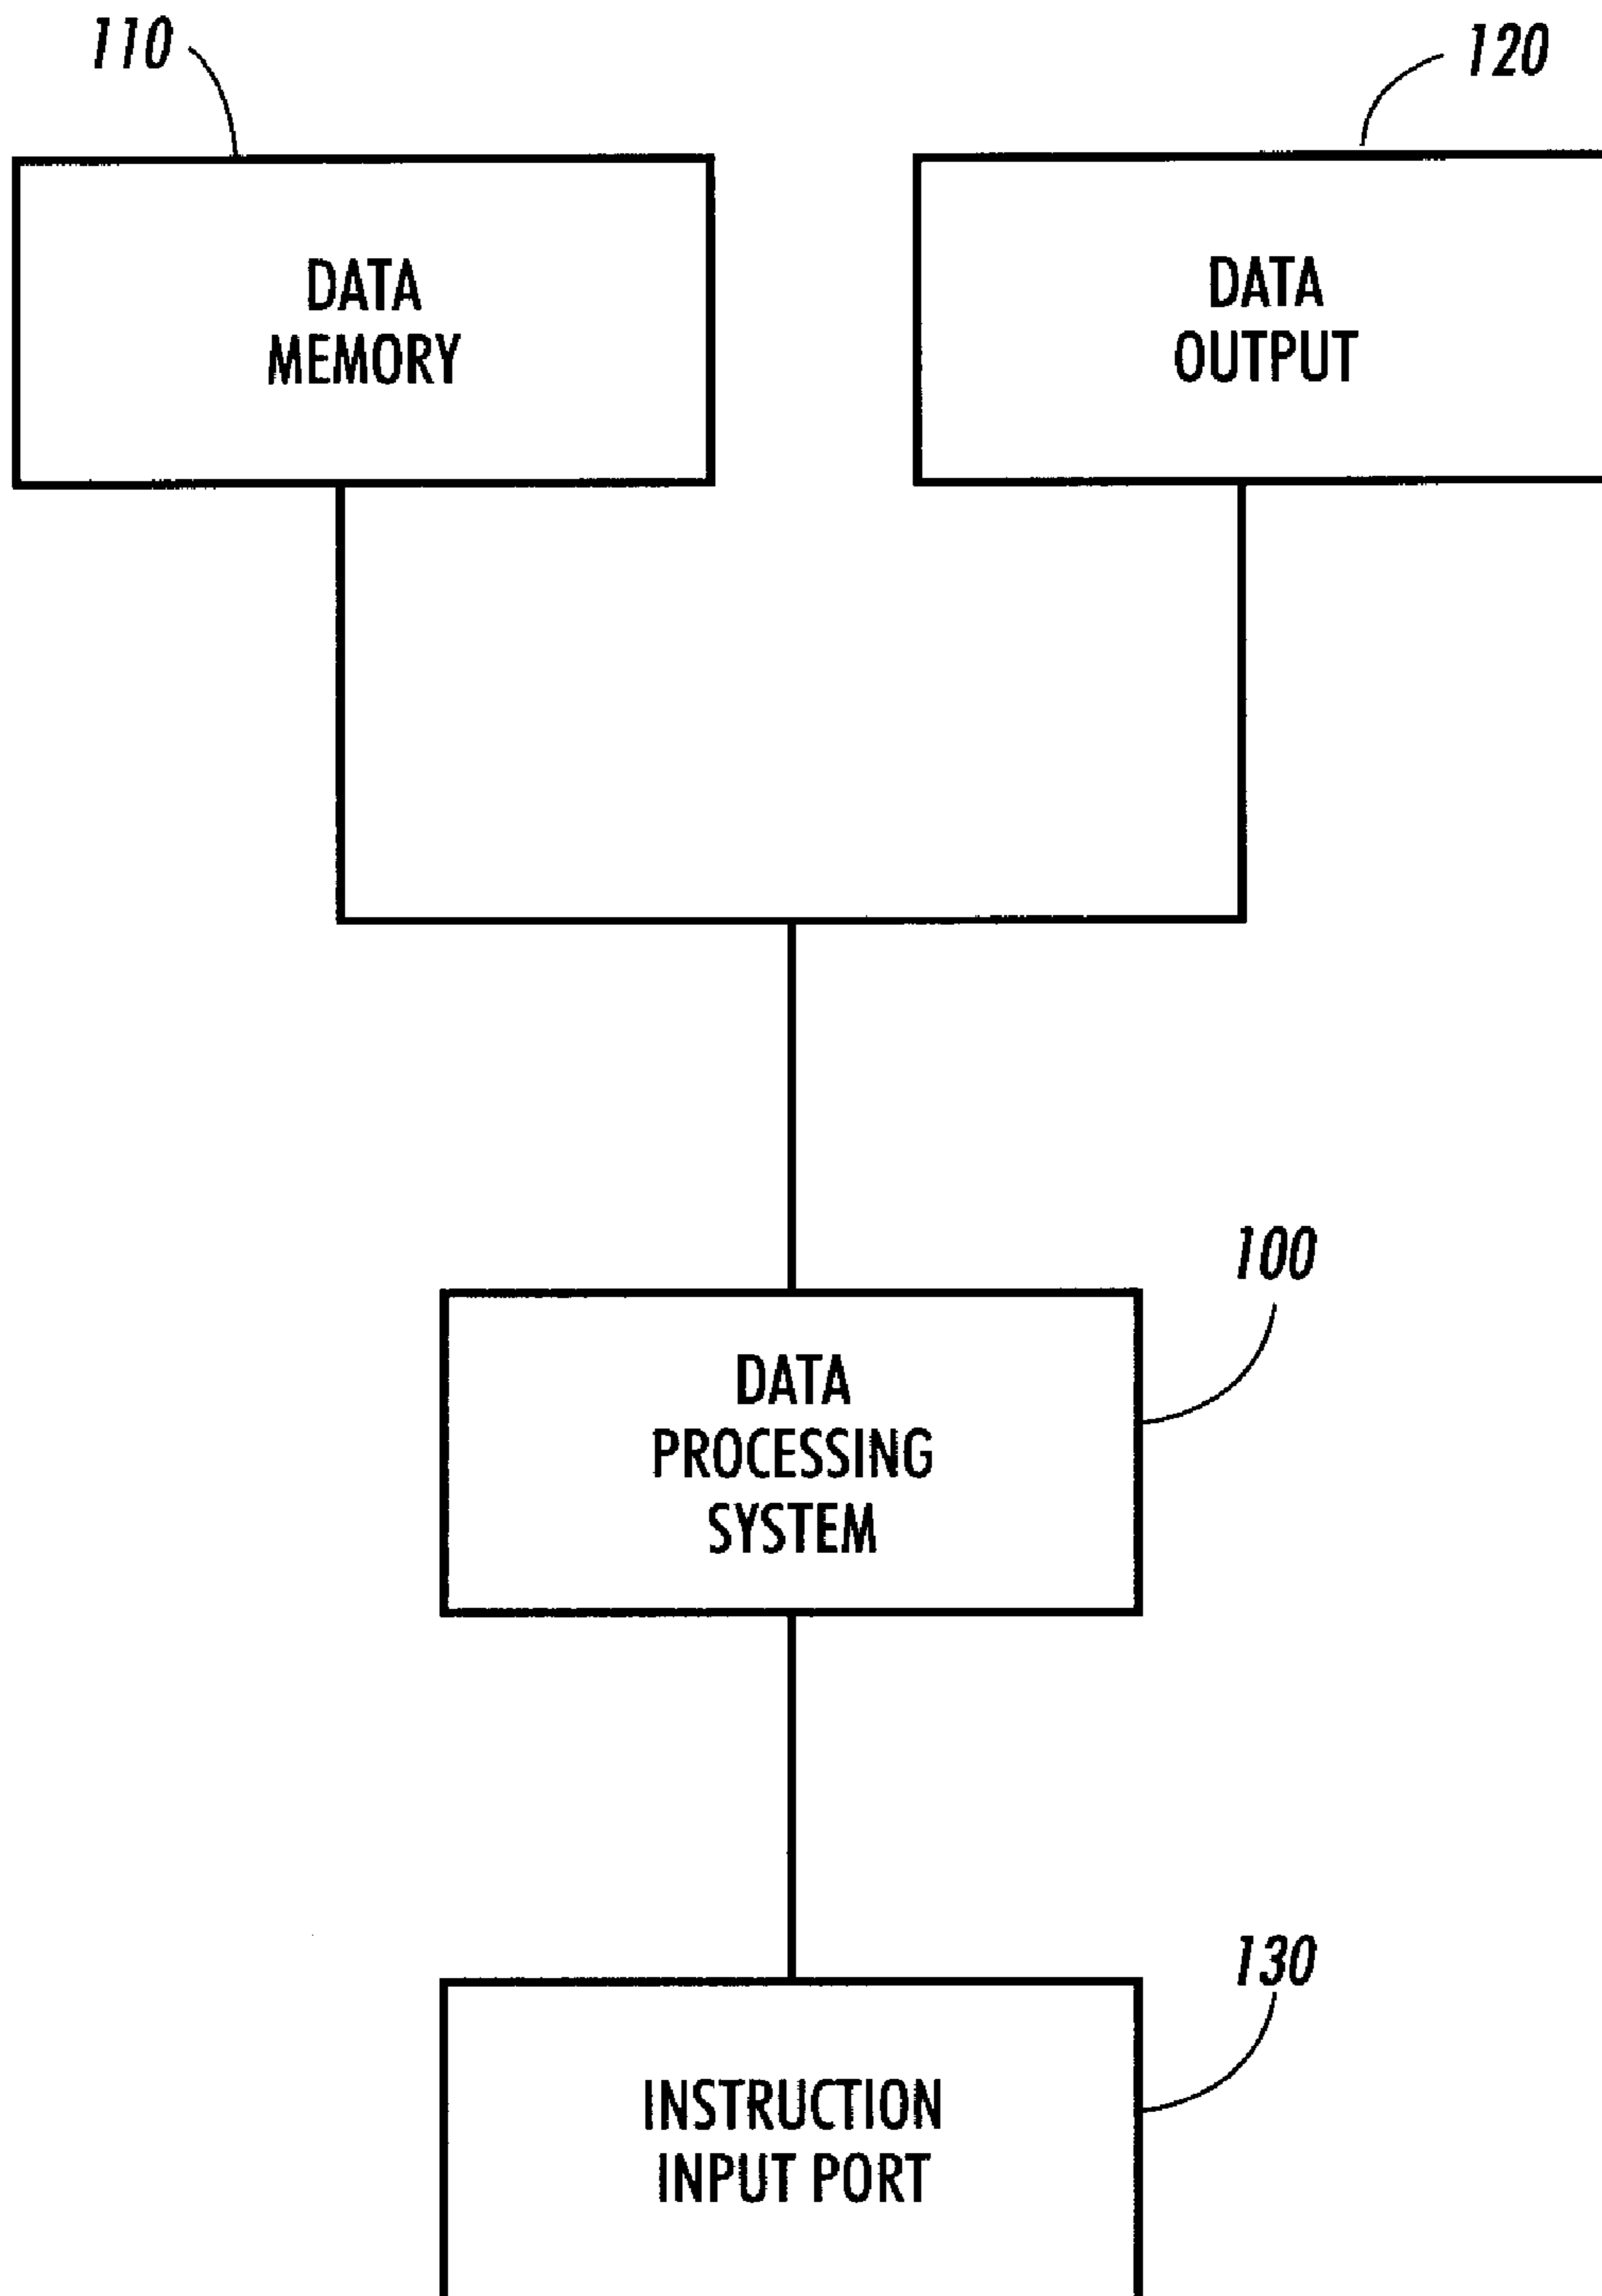 110
120
DATA
MEMORY
DATA
OUTPUT
100
DATA
PROCESSING
SYSTEM
130
INSTRUCTION
INPUT PORT